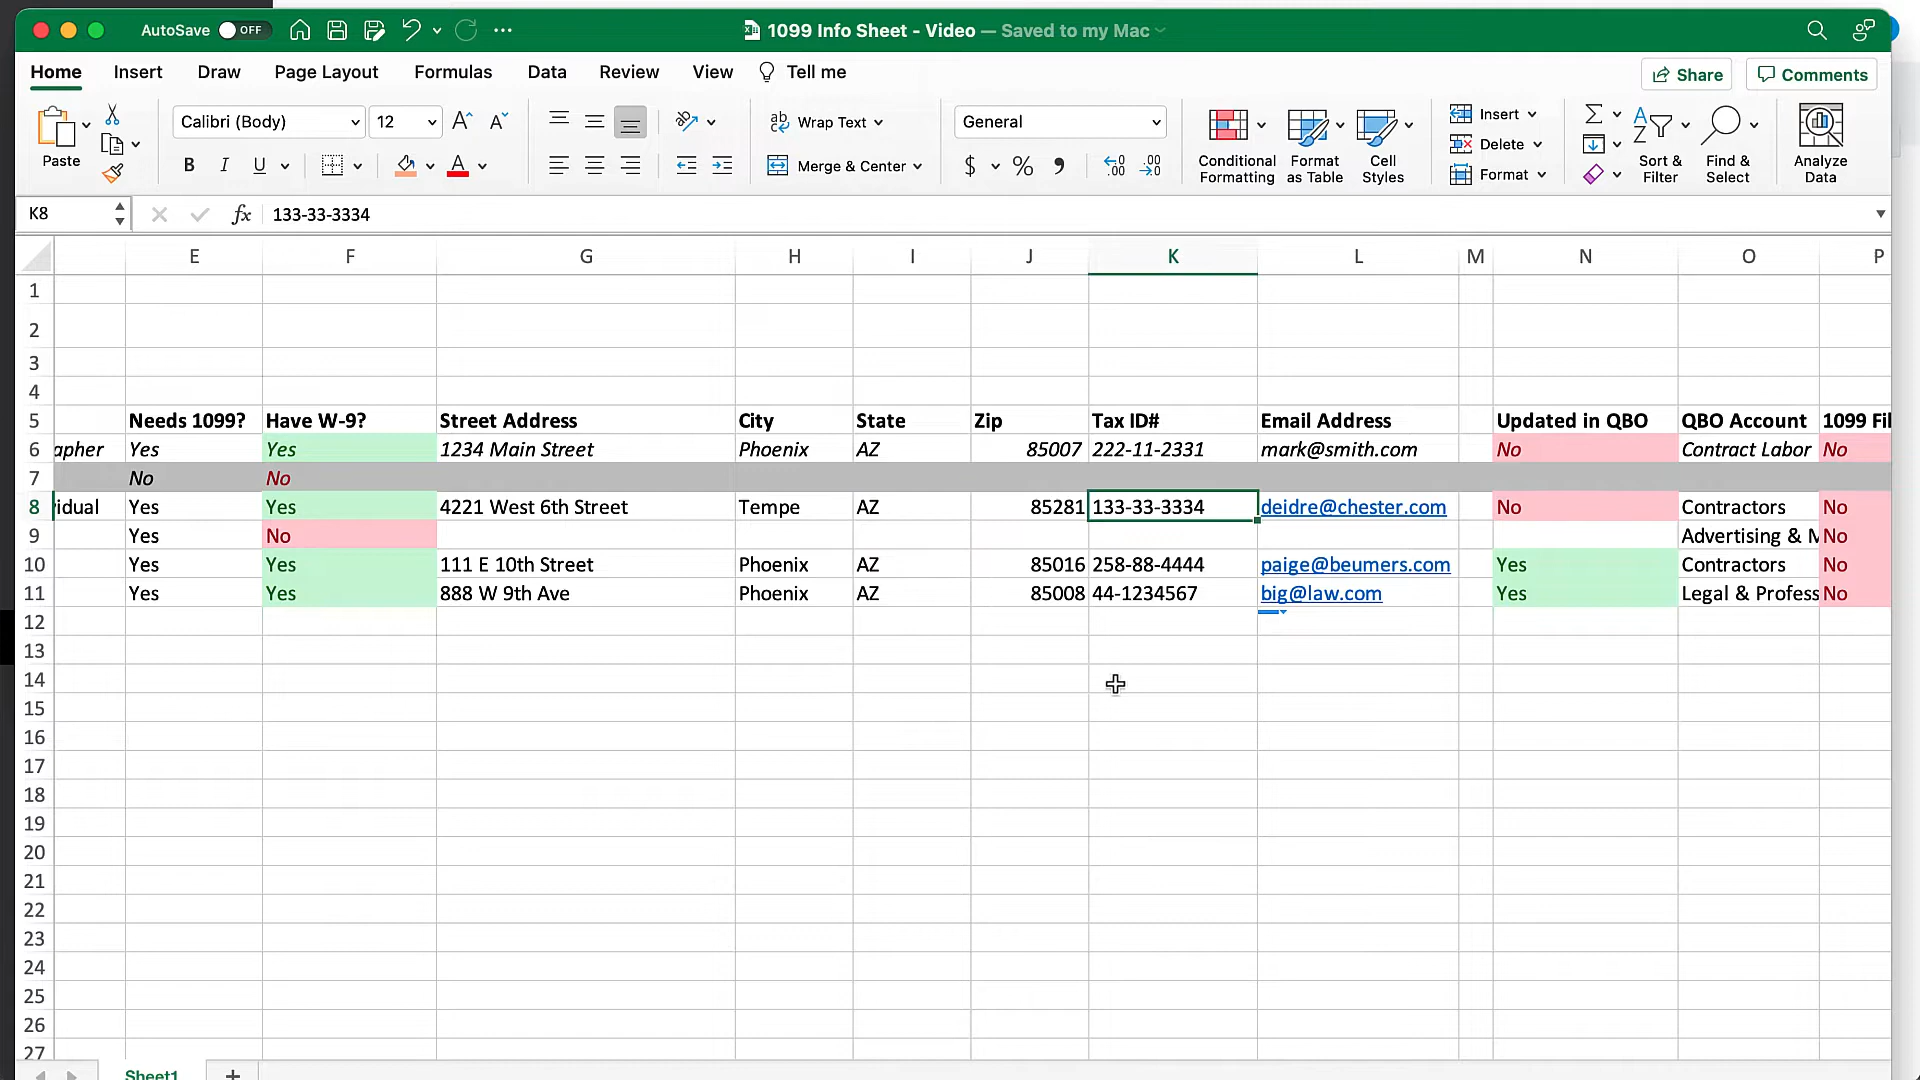 AutoSave OFF 1099 Info Sheet - Video — Saved to my Mac
Home Insert Draw Page Layout Formulas Data Review View Tell me Share Comments
Paste Calibri (Body) 12 Wrap Text General Conditional Formatting Format as Table Cell Styles Insert Sort & Filter Find & Select Analyze Data
B I U Merge & Center $ % Delete
Format
K8 fx 133-33-3334
E F G H I J K L M N O P
1
2
3
4
5 Needs 1099? Have W-9? Street Address City State Zip Tax ID# Email Address Updated in QBO QBO Account 1099 Fil
6 apher Yes Yes 1234 Main Street Phoenix AZ 85007 222-11-2331 mark@smith.com No Contract Labor No
7 No No
8 idual Yes Yes 4221 West 6th Street Tempe AZ 85281 133-33-3334 deidre@chester.com No Contractors No
9 Yes No Advertising & M No
10 Yes Yes 111 E 10th Street Phoenix AZ 85016 258-88-4444 paige@beumers.com Yes Contractors No
11 Yes Yes 888 W 9th Ave Phoenix AZ 85008 44-1234567 big@law.com Yes Legal & Profess No
12
13
14
15
16
17
18
19
20
21
22
23
24
25
26
27
Sheet1 +